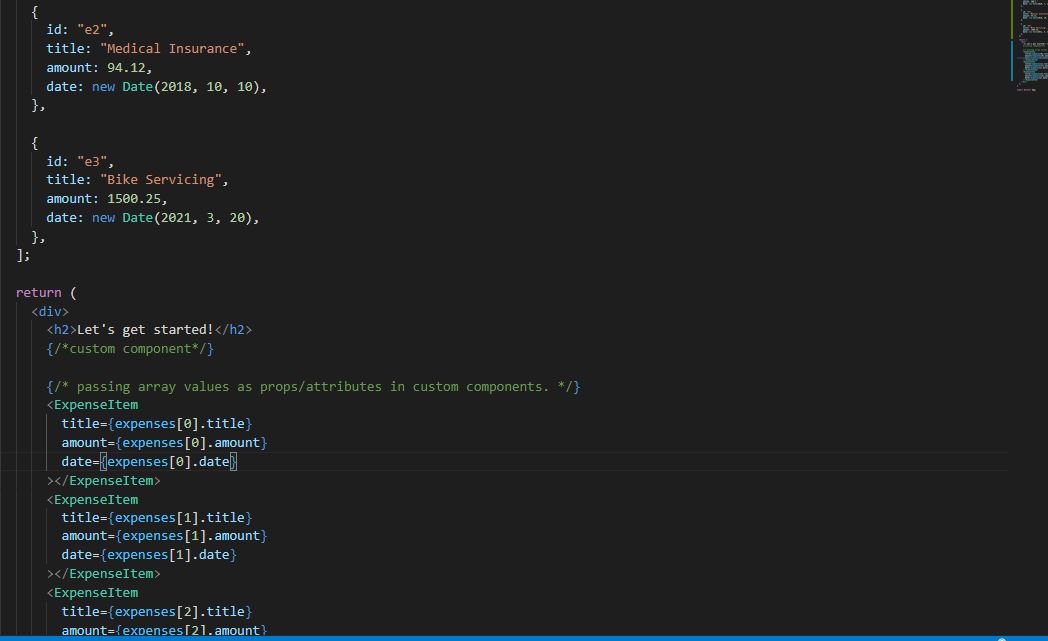 {
id: "e2",
title: "Medical Insurance",
amount: 94.12,
date: new Date(2018, 10, 10),
},
{
id: "e3",
title: "Bike Servicing",
amount: 1500.25,
date: new Date(2021, 3, 20),
},
];
return (
<div>
<h2>Let's get started!</h2>
{/*custom component*/}
{/* passing array values as props/attributes in custom components. */}
<ExpenseItem
title={expenses[0].title}
amount={expenses[0].amount}
date={expenses[0].date}
></ExpenseItem>
<ExpenseItem
title={expenses[1].title}
amount={expenses[1].amount}
date={expenses[1].date}
></ExpenseItem>
<ExpenseItem
title={expenses[2].title}
amount={expenses[2].amount}